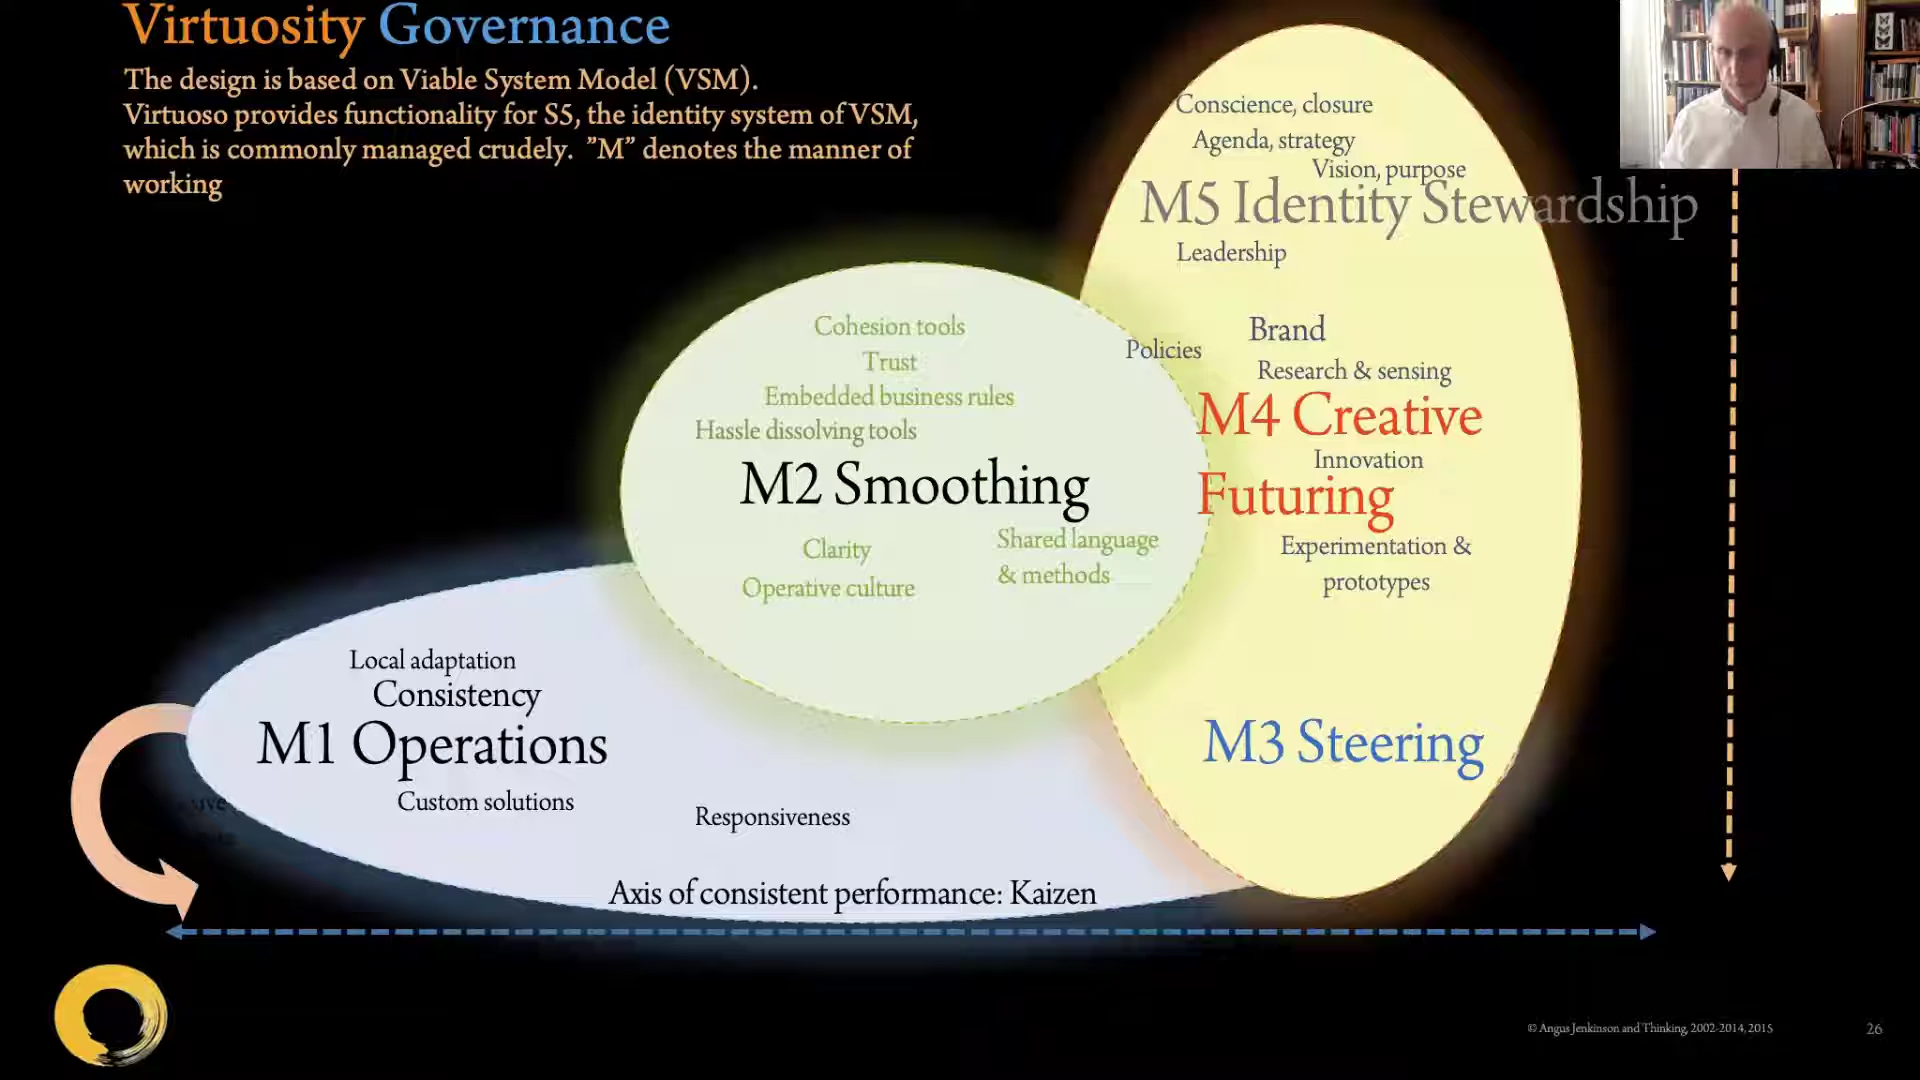 Virtuosity Governance
The design is based on Viable System Model (VSM).
Virtuoso provides functionality for S5, the identity system of VSM,
which is commonly managed crudely. ”M” denotes the manner of
working
Conscience, closure
Agenda, strategy
Vision, purpose
M5 Identity Stewardship
Leadership
Brand
Policies
Research & sensing
M4 Creative
Innovation
Futuring
Experimentation &
prototypes
M3 Steering
Cohesion tools
Trust
Embedded business rules
Hassle dissolving tools
M2 Smoothing
Clarity
Shared language
& methods
Operative culture
Local adaptation
Consistency
M1 Operations
Custom solutions
Responsiveness
Axis of consistent performance: Kaizen
© Angus Jenkinson and Thinking, 2002-2014, 2015
26